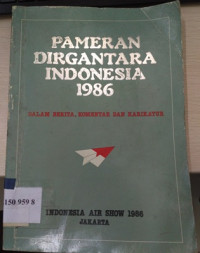 PAMERAN
DIRGANTARA
INDONESIA
1986
DALAM BERITA, KOMENTAR DAN KARIKATUR
150 959 8
INDONESIA AIR SHOW 1986
JAKARTA